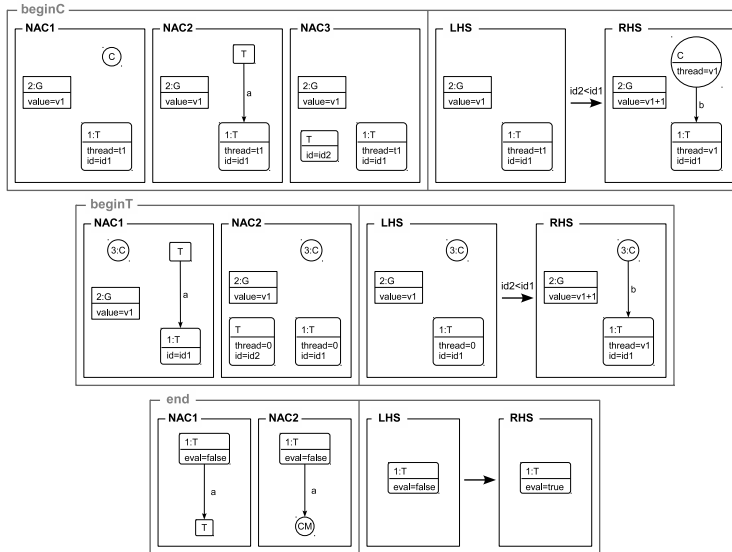 beginC
NAC1
C
2:G
value=v1
1:T
thread=t1
id=id1
NAC2
T
a
2:G
value=v1
1:T
thread=t1
id=id1
NAC3
2:G
value=v1
T
id=id2
1:T
thread=t1
id=id1
LHS
2:G
value=v1
1:T
thread=t1
id=id1
id2<id1
RHS
C
thread=v1
2:G
value=v1+1
b
1:T
thread=v1
id=id1
beginT
NAC1
3:C
T
a
2:G
value=v1
1:T
id=id1
NAC2
3:C
2:G
value=v1
T
thread=0
id=id2
1:T
thread=0
id=id1
LHS
3:C
2:G
value=v1
1:T
thread=0
id=id1
id2<id1
RHS
3:C
2:G
value=v1+1
b
1:T
thread=v1
id=id1
end
NAC1
1:T
eval=false
a
T
NAC2
1:T
eval=false
a
CM
LHS
1:T
eval=false
RHS
1:T
eval=true